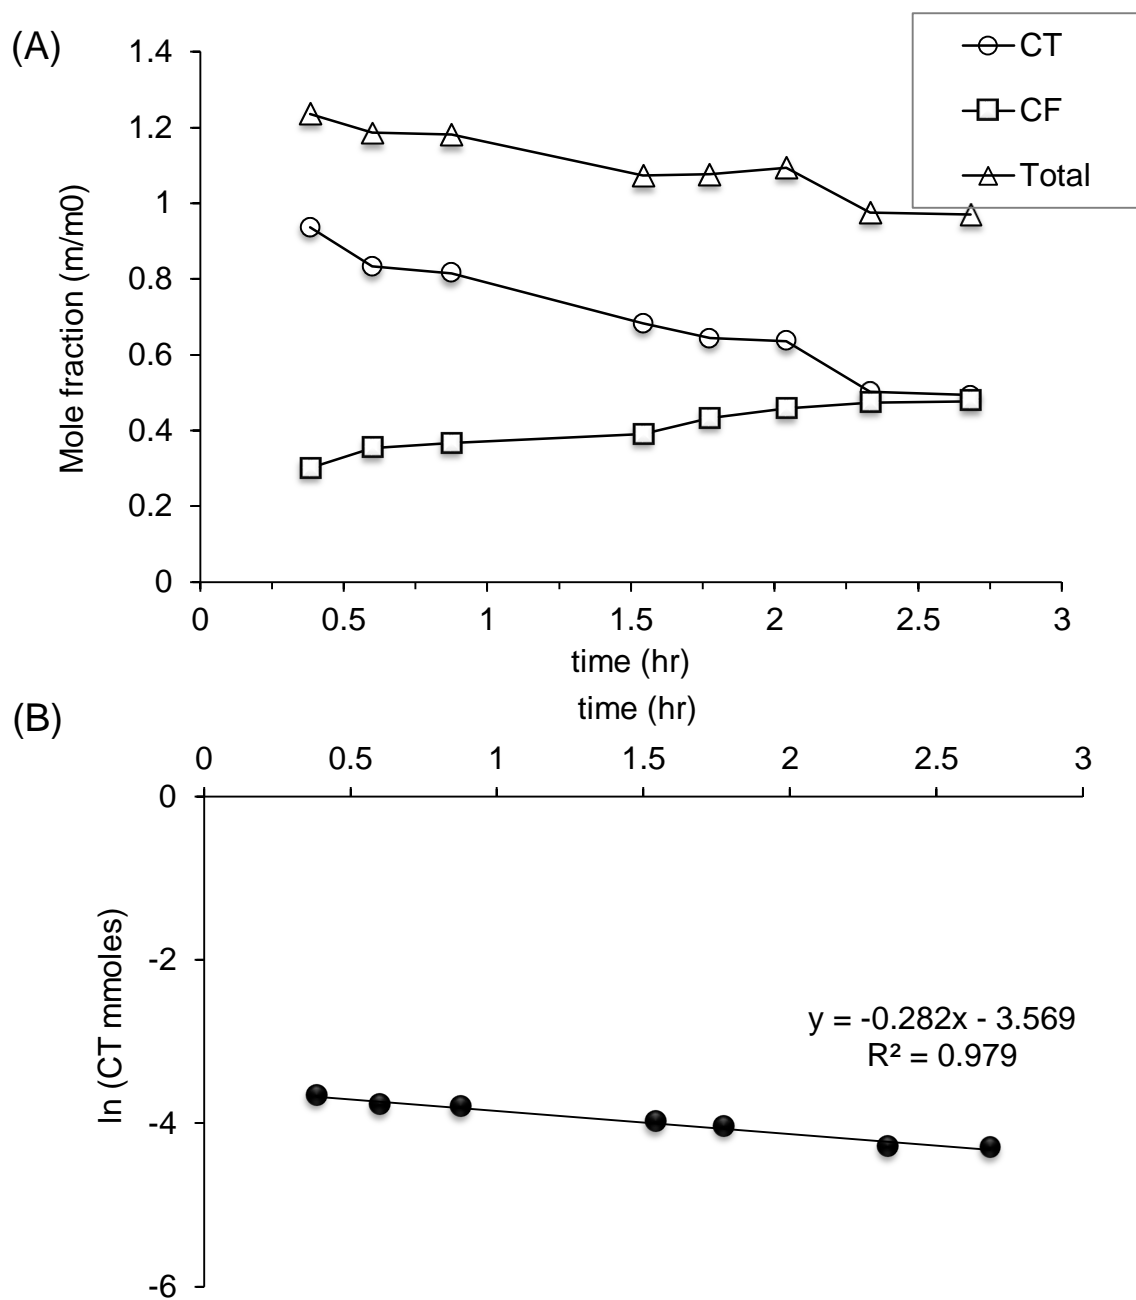 (A)
CT
CF
Total
1.4
1.2
1
0.8
0.6
0.4
0.2
0
Mole fraction (m/m0)
0 0.5 1 1.5 2 2.5 3
time (hr)
(B)
time (hr)
0 0.5 1 1.5 2 2.5 3
0
-2
-4
-6
ln (CT mmoles)
y = -0.282x - 3.569
R² = 0.979